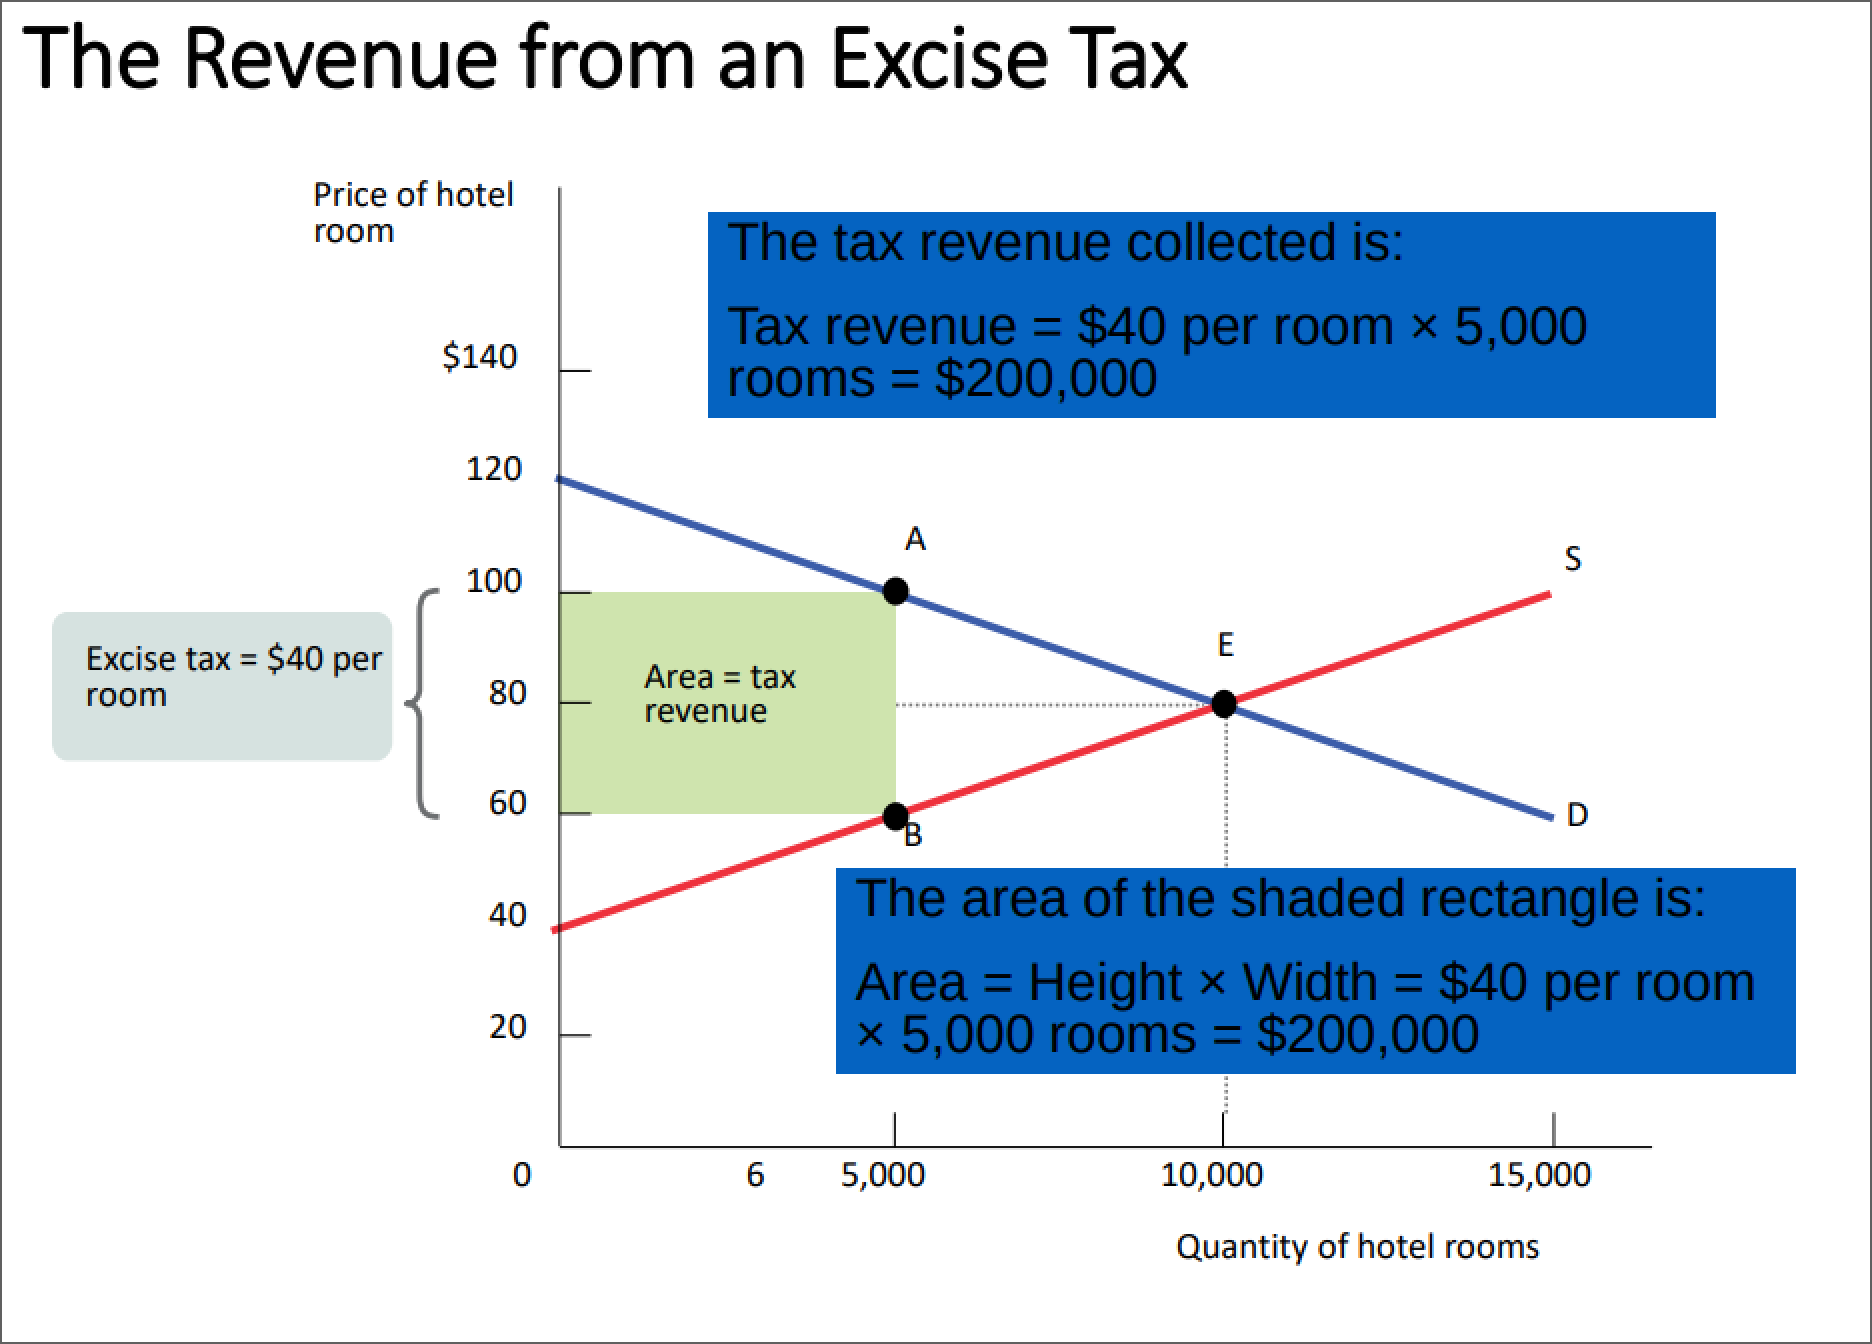 The Revenue from an Excise Tax
Price of hotel
room
The tax revenue collected is:
Tax revenue = $40 per room × 5,000
rooms = $200,000
$140
120
A
S
100
E
Excise tax = $40 per
room
Area = tax
revenue
80
60
D
B
The area of the shaded rectangle is:
Area = Height × Width = $40 per room
× 5,000 rooms = $200,000
40
20
0 6 5,000 10,000 15,000
Quantity of hotel rooms